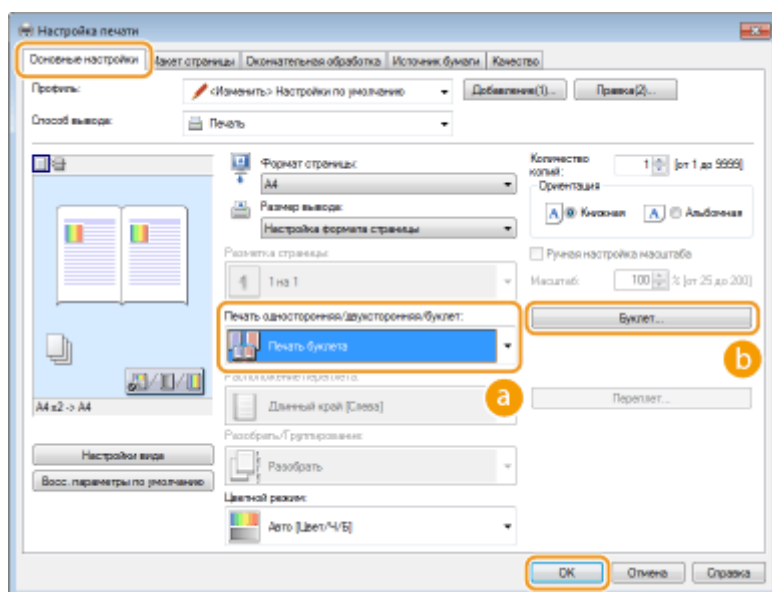 Настройка печати
Основные настройки Макет страницы Окончательная обработка Источник бумаги Качество
Профиль: <Изменить> Настройки по умолчанию Добавление(1)... Правка(2)...
Способ вывода: Печать
Формат страницы:
A4
Размер вывода:
Настройка формата страницы
Разметка страницы:
1 на 1
Печать односторонняя/двухсторонняя/буклет:
Печать буклета
a
Расположение переплета:
Длинный край [Слева]
Разобрать/Группирование:
Разобрать
Цветной режим:
Авто [Цвет/Ч/Б]
Количество копий: 1 [от 1 до 9999]
Ориентация
A Книжная A Альбомная
Ручная настройка масштаба
Масштаб: 100 % [от 25 до 200]
Буклет...
b
Переплет...
A4 x2 -> A4
Настройки вида
Восс. параметры по умолчанию
OK Отмена Справка